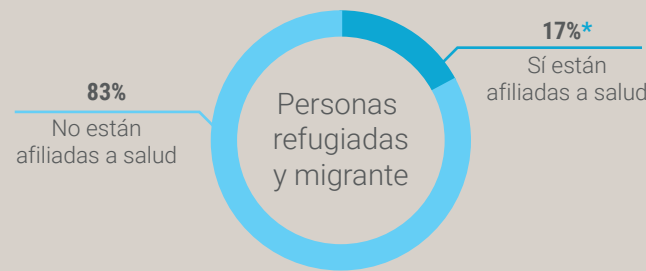 17%*
Sí están
afiliadas a salud
83%
No están
afiliadas a salud
Personas
refugiadas
y migrante